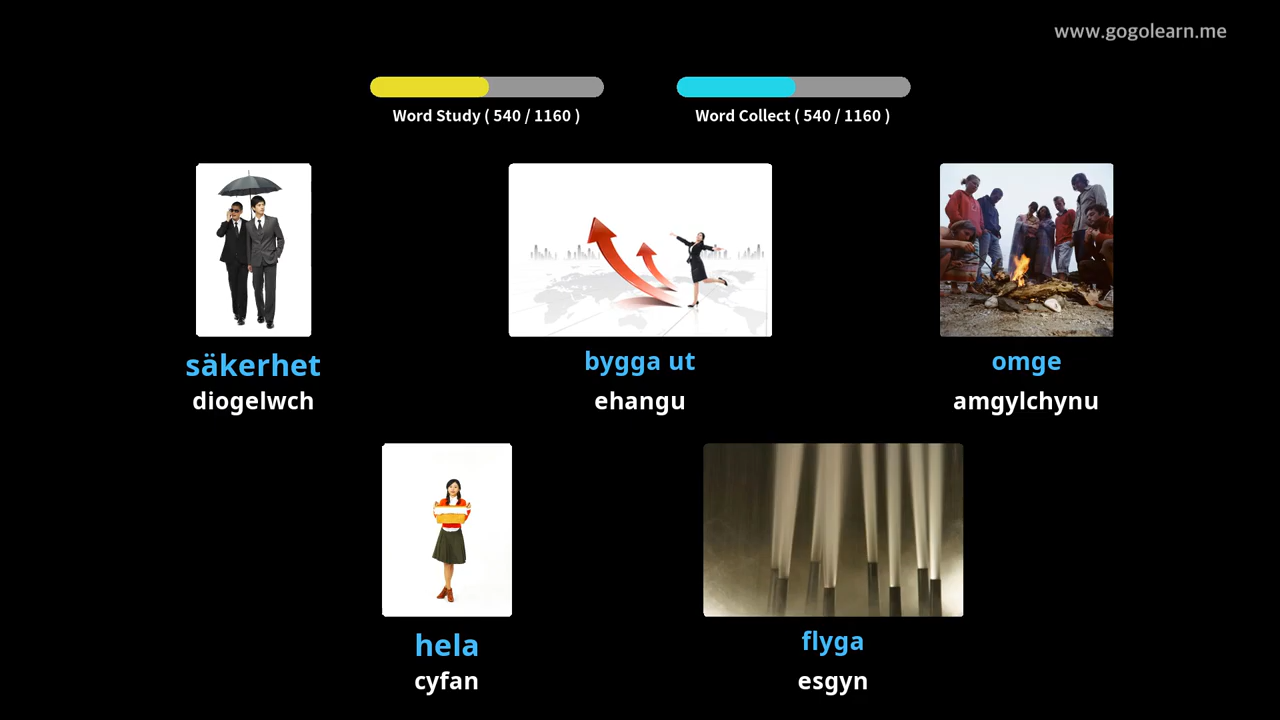 www.gogolearn.me
Word Study ( 540 / 1160 )
Word Collect ( 540 / 1160 )
säkerhet
diogelwch
bygga ut
ehangu
omge
amgylchynu
hela
cyfan
flyga
esgyn